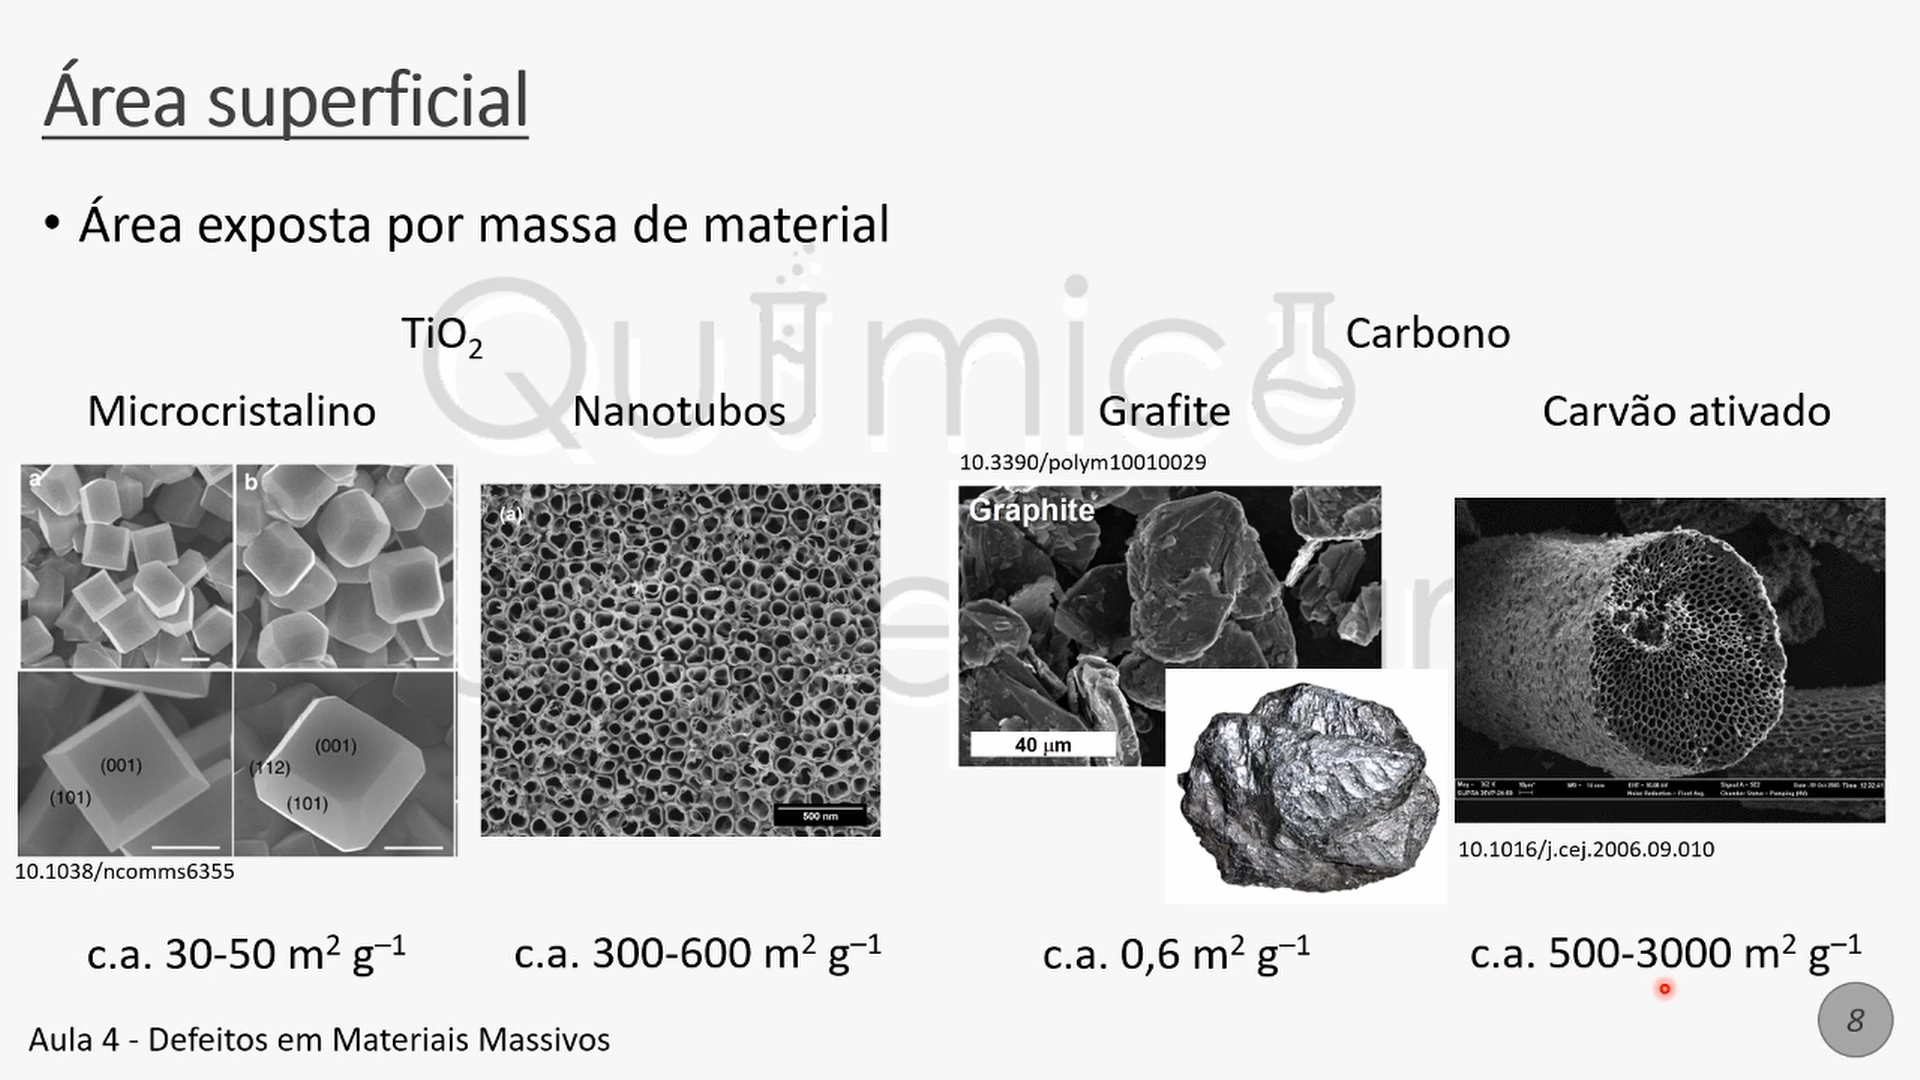 Área superficial
• Área exposta por massa de material
TiO2
Carbono
Microcristalino
Nanotubos
Grafite
Carvão ativado
10.3390/polym10010029
a
b
(a)
Graphite
(001)
(101)
(001)
(112)
(101)
500 nm
40 μm
10.1038/ncomms6355
10.1016/j.cej.2006.09.010
c.a. 30-50 m² g⁻¹
c.a. 300-600 m² g⁻¹
c.a. 0,6 m² g⁻¹
c.a. 500-3000 m² g⁻¹
Aula 4 - Defeitos em Materiais Massivos
8
Químico